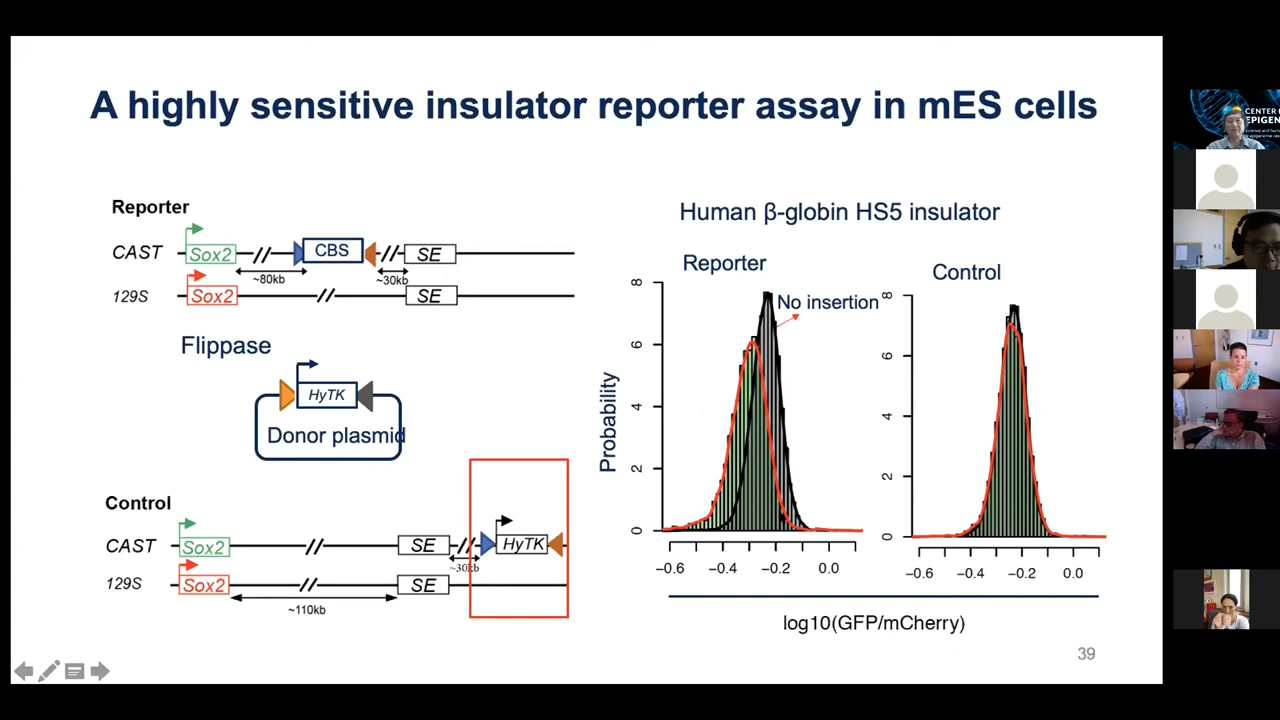 A highly sensitive insulator reporter assay in mES cells
Reporter
CAST
Sox2
CBS
SE
~80kb
~30kb
129S
Sox2
SE
Flippase
HyTK
Donor plasmid
Control
CAST
Sox2
SE
HyTK
~30kb
129S
Sox2
SE
~110kb
Human β-globin HS5 insulator
Reporter
Control
No insertion
Probability
8
6
4
2
0
−0.6 −0.4 −0.2 0.0
8
6
4
2
0
−0.6 −0.4 −0.2 0.0
log10(GFP/mCherry)
39
CENTER
EPIGEN